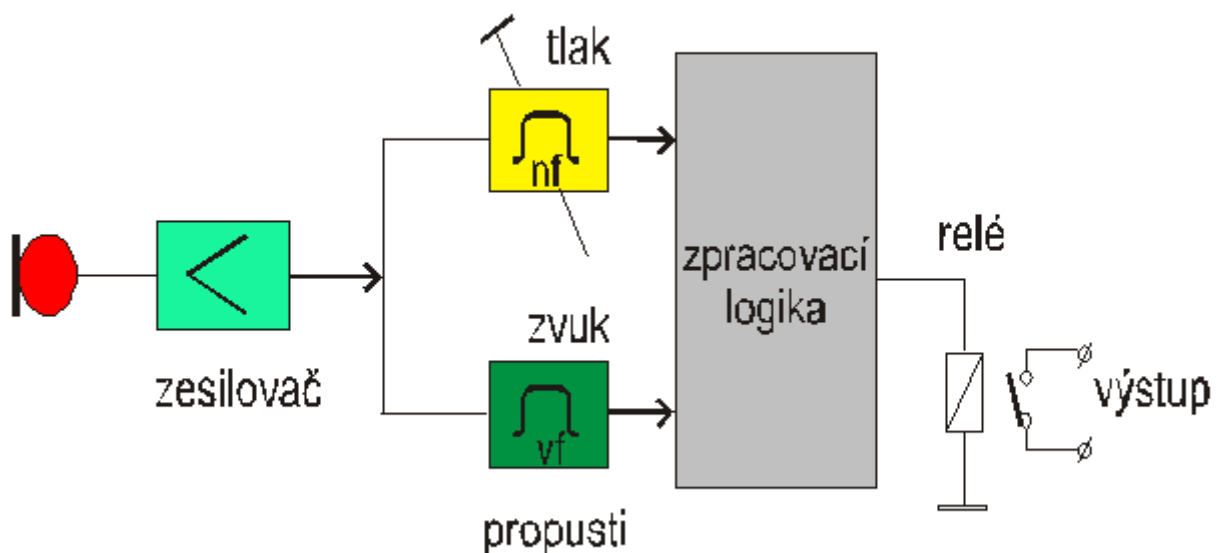 tlak
nf
zesilovač
zvuk
vf
propusti
zpracovací
logika
relé
výstup